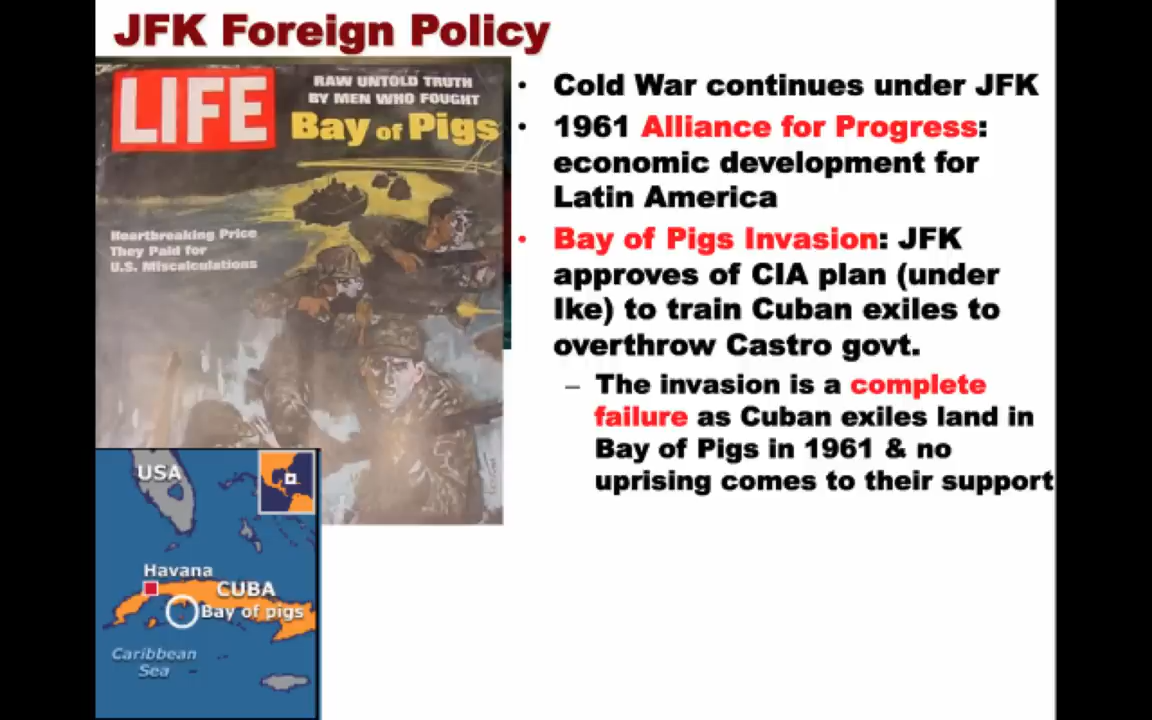 JFK Foreign Policy
LIFE
RAW UNTOLD TRUTH
BY MEN WHO FOUGHT
Bay of Pigs
Heartbreaking Price
They Paid for
U.S. Miscalculations
• Cold War continues under JFK
• 1961 Alliance for Progress:
economic development for
Latin America
• Bay of Pigs Invasion: JFK
approves of CIA plan (under
Ike) to train Cuban exiles to
overthrow Castro govt.
– The invasion is a complete
failure as Cuban exiles land in
Bay of Pigs in 1961 & no
uprising comes to their support
USA
Havana
CUBA
Bay of pigs
Caribbean
Sea